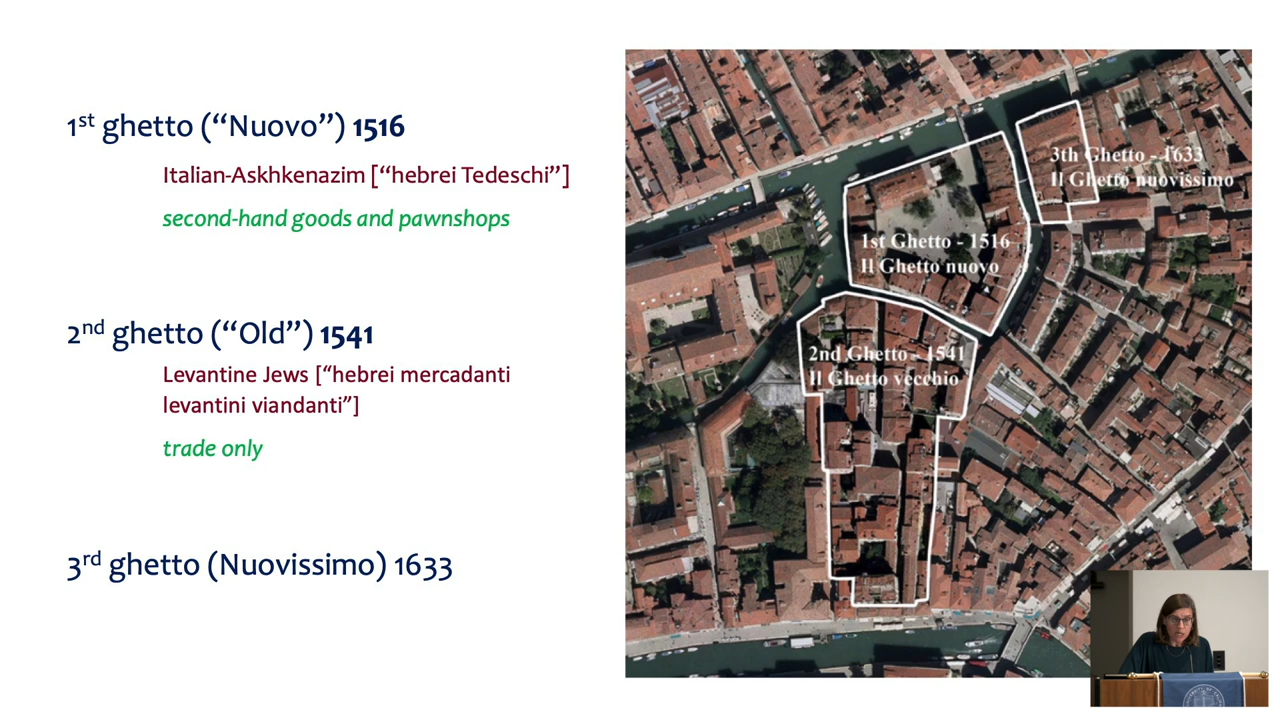 1st ghetto (“Nuovo”) 1516
Italian-Askhkenazim [“hebrei Tedeschi”]
second-hand goods and pawnshops
2nd ghetto (“Old”) 1541
Levantine Jews [“hebrei mercadanti
levantini viandanti”]
trade only
3rd ghetto (Nuovissimo) 1633
3th Ghetto - 1633
Il Ghetto nuovissimo
1st Ghetto - 1516
Il Ghetto nuovo
2nd Ghetto - 1541
Il Ghetto vecchio